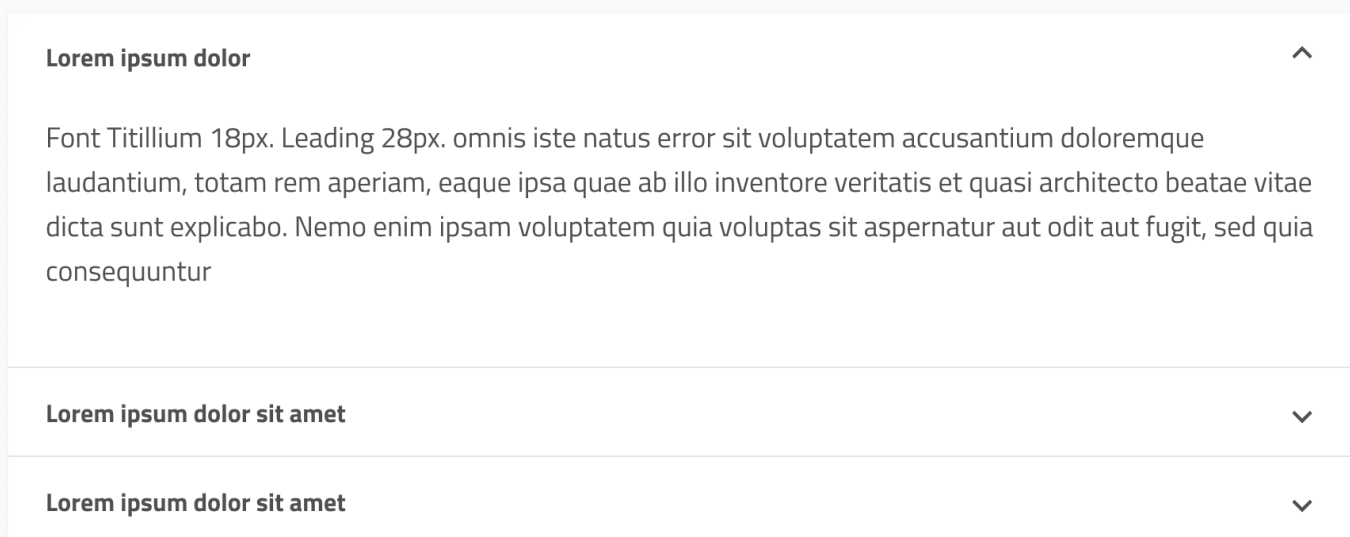 Lorem ipsum dolor
Font Titillium 18px. Leading 28px. omnis iste natus error sit voluptatem accusantium doloremque
laudantium, totam rem aperiam, eaque ipsa quae ab illo inventore veritatis et quasi architecto beatae vitae
dicta sunt explicabo. Nemo enim ipsam voluptatem quia voluptas sit aspernatur aut odit aut fugit, sed quia
consequuntur
Lorem ipsum dolor sit amet
Lorem ipsum dolor sit amet